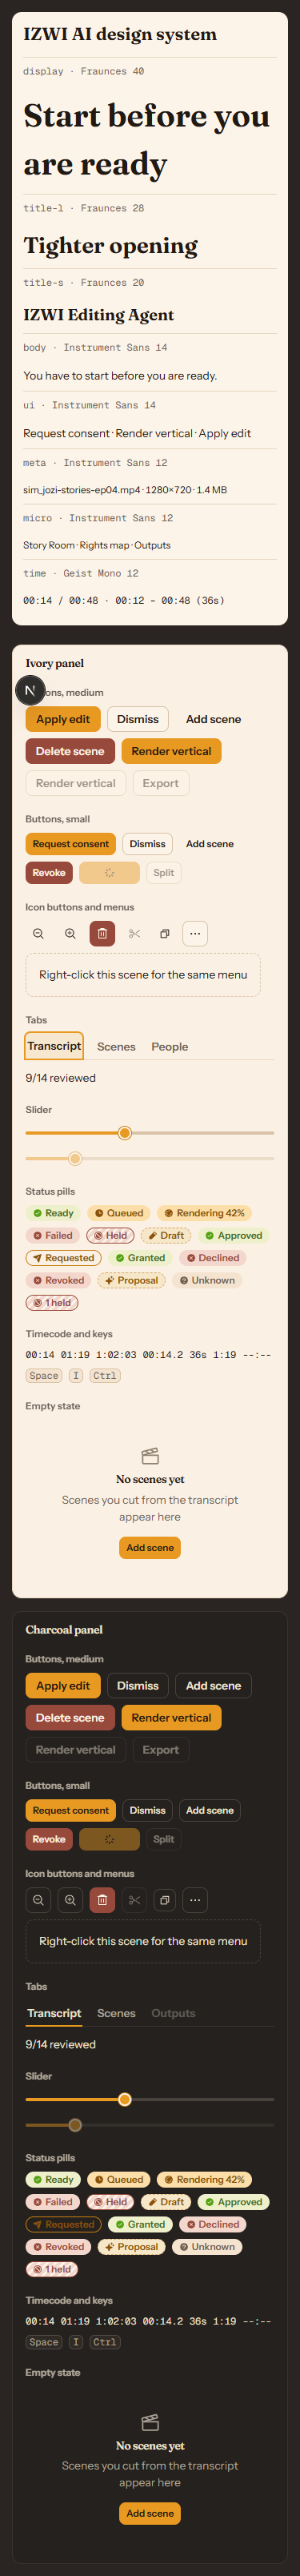 IZWI AI design system
display · Fraunces 40
Start before you
are ready
title-l · Fraunces 28
Tighter opening
title-s · Fraunces 20
IZWI Editing Agent
body · Instrument Sans 14
You have to start before you are ready.
ui · Instrument Sans 14
Request consent · Render vertical · Apply edit
meta · Instrument Sans 12
sim_jozi-stories-ep04.mp4 · 1280×720 · 1.4 MB
micro · Instrument Sans 12
Story Room · Rights map · Outputs
time · Geist Mono 12
00:14 / 00:48 · 00:12 – 00:48 (36s)
Ivory panel
N ons, medium
Apply edit Dismiss Add scene
Delete scene Render vertical
Render vertical Export
Buttons, small
Request consent Dismiss Add scene
Revoke Split
Icon buttons and menus
Right-click this scene for the same menu
Tabs
Transcript Scenes People
9/14 reviewed
Slider
Status pills
Ready Queued Rendering 42%
Failed Held Draft Approved
Requested Granted Declined
Revoked Proposal Unknown
1 held
Timecode and keys
00:14 01:19 1:02:03 00:14.2 36s 1:19 --:--
Space I Ctrl
Empty state
No scenes yet
Scenes you cut from the transcript
appear here
Add scene
Charcoal panel
Buttons, medium
Apply edit Dismiss Add scene
Delete scene Render vertical
Render vertical Export
Buttons, small
Request consent Dismiss Add scene
Revoke Split
Icon buttons and menus
Right-click this scene for the same menu
Tabs
Transcript Scenes Outputs
9/14 reviewed
Slider
Status pills
Ready Queued Rendering 42%
Failed Held Draft Approved
Requested Granted Declined
Revoked Proposal Unknown
1 held
Timecode and keys
00:14 01:19 1:02:03 00:14.2 36s 1:19 --:--
Space I Ctrl
Empty state
No scenes yet
Scenes you cut from the transcript
appear here
Add scene